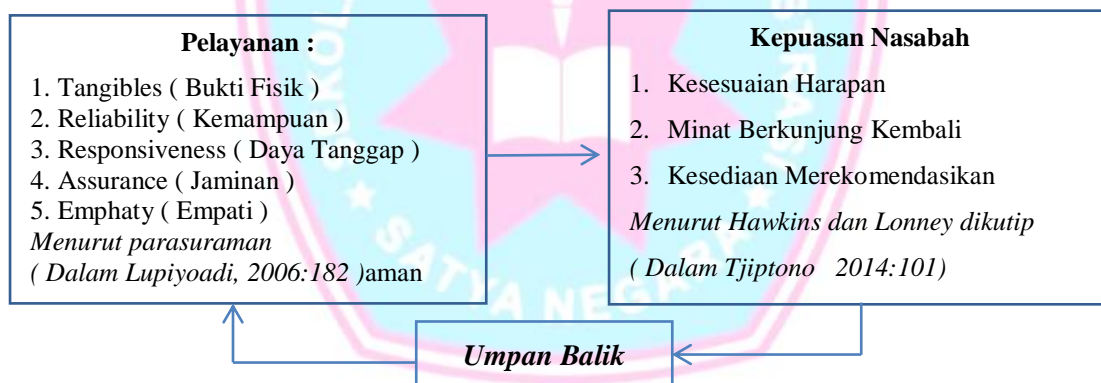 Pelayanan :
1. Tangibles ( Bukti Fisik )
2. Reliability ( Kemampuan )
3. Responsiveness ( Daya Tanggap )
4. Assurance ( Jaminan )
5. Emphaty ( Empati )
Menurut parasuraman
( Dalam Lupiyoadi, 2006:182 )aman
Kepuasan Nasabah
1. Kesesuaian Harapan
2. Minat Berkunjung Kembali
3. Kesediaan Merekomendasikan
Menurut Hawkins dan Lonney dikutip
( Dalam Tjiptono 2014:101)
Umpan Balik
SATYA NEGARA